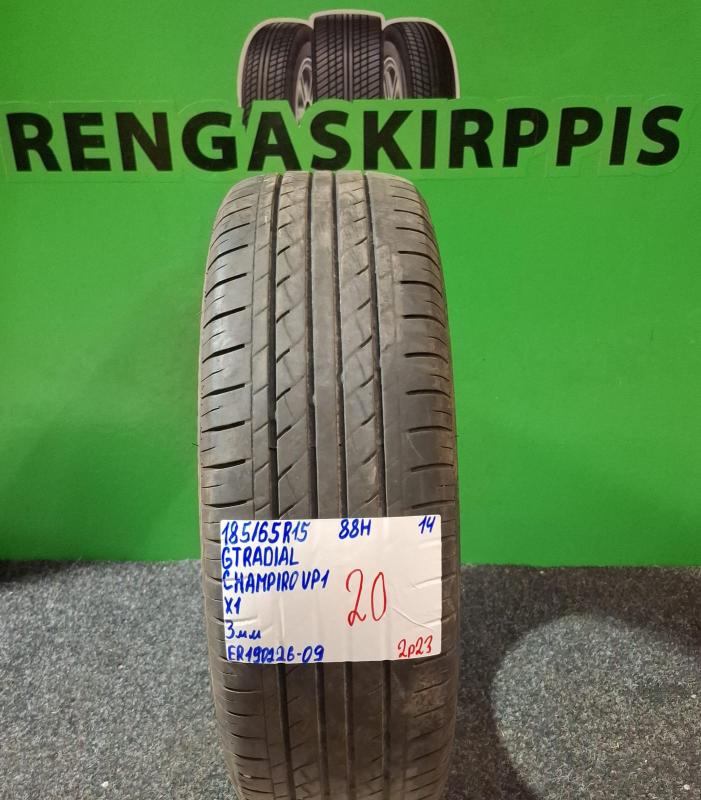 RENGASKIRPPIS
185/65R15 88H 14
GTRADIAL
CHAMPIRO VP1
X1 20
3мм
ER190226-09 2p23